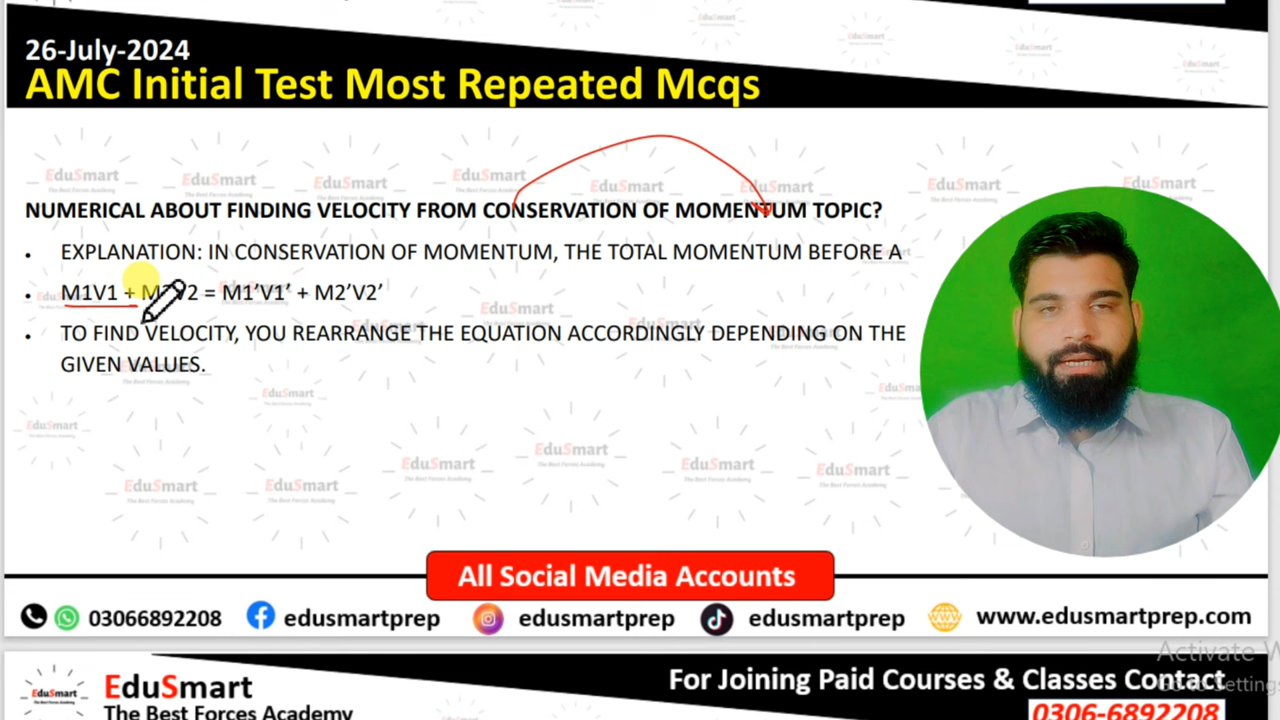 26-July-2024
AMC Initial Test Most Repeated Mcqs
NUMERICAL ABOUT FINDING VELOCITY FROM CONSERVATION OF MOMENTUM TOPIC?
• EXPLANATION: IN CONSERVATION OF MOMENTUM, THE TOTAL MOMENTUM BEFORE A
• M1V1 + M2V2 = M1’V1’ + M2’V2’
• TO FIND VELOCITY, YOU REARRANGE THE EQUATION ACCORDINGLY DEPENDING ON THE
GIVEN VALUES.
All Social Media Accounts
03066892208 edusmartprep edusmartprep edusmartprep www.edusmartprep.com
EduSmart
The Best Forces Academy
For Joining Paid Courses & Classes Contact
0306-6892208